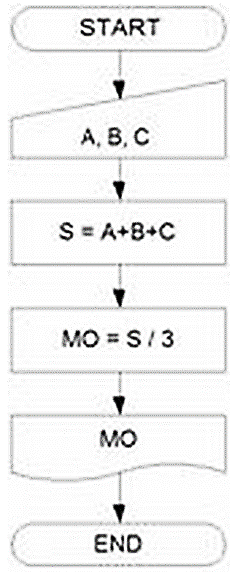 START
A, B, C
S = A+B+C
MO = S / 3
MO
END